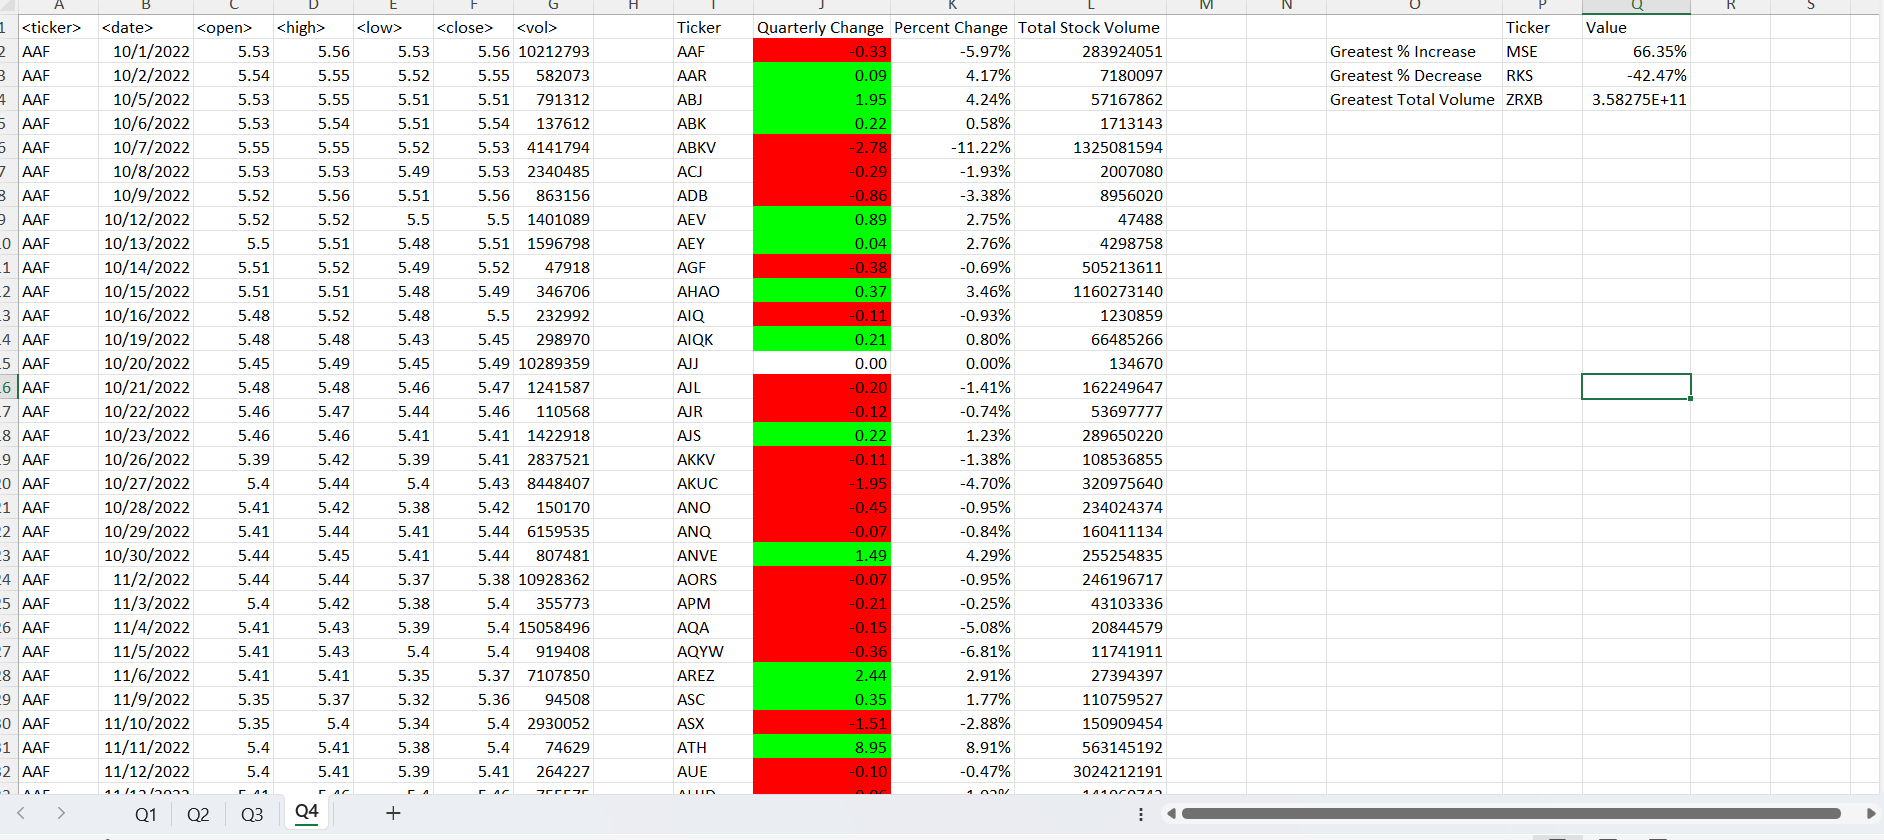 A B C D E F G H I J K L M N O P Q R S
1 <ticker> <date> <open> <high> <low> <close> <vol> Ticker Quarterly Change Percent Change Total Stock Volume Ticker Value
2 AAF 10/1/2022 5.53 5.56 5.53 5.56 10212793 AAF -0.33 -5.97% 283924051 Greatest % Increase MSE 66.35%
3 AAF 10/2/2022 5.54 5.55 5.52 5.55 582073 AAR 0.09 4.17% 7180097 Greatest % Decrease RKS -42.47%
4 AAF 10/5/2022 5.53 5.55 5.51 5.51 791312 ABJ 1.95 4.24% 57167862 Greatest Total Volume ZRXB 3.58275E+11
5 AAF 10/6/2022 5.53 5.54 5.51 5.54 137612 ABK 0.22 0.58% 1713143
6 AAF 10/7/2022 5.55 5.55 5.52 5.53 4141794 ABKV -2.78 -11.22% 1325081594
7 AAF 10/8/2022 5.53 5.53 5.49 5.53 2340485 ACJ -0.29 -1.93% 2007080
8 AAF 10/9/2022 5.52 5.56 5.51 5.56 863156 ADB -0.86 -3.38% 8956020
9 AAF 10/12/2022 5.52 5.52 5.5 5.5 1401089 AEV 0.89 2.75% 47488
0 AAF 10/13/2022 5.5 5.51 5.48 5.51 1596798 AEY 0.04 2.76% 4298758
1 AAF 10/14/2022 5.51 5.52 5.49 5.52 47918 AGF -0.38 -0.69% 505213611
2 AAF 10/15/2022 5.51 5.51 5.48 5.49 346706 AHAO 0.37 3.46% 1160273140
3 AAF 10/16/2022 5.48 5.52 5.48 5.5 232992 AIQ -0.11 -0.93% 1230859
4 AAF 10/19/2022 5.48 5.48 5.43 5.45 298970 AIQK 0.21 0.80% 66485266
5 AAF 10/20/2022 5.45 5.49 5.45 5.49 10289359 AJJ 0.00 0.00% 134670
6 AAF 10/21/2022 5.48 5.48 5.46 5.47 1241587 AJL -0.20 -1.41% 162249647
7 AAF 10/22/2022 5.46 5.47 5.44 5.46 110568 AJR -0.12 -0.74% 53697777
8 AAF 10/23/2022 5.46 5.46 5.41 5.41 1422918 AJS 0.22 1.23% 289650220
9 AAF 10/26/2022 5.39 5.42 5.39 5.41 2837521 AKKV -0.11 -1.38% 108536855
0 AAF 10/27/2022 5.4 5.44 5.4 5.43 8448407 AKUC -1.95 -4.70% 320975640
1 AAF 10/28/2022 5.41 5.42 5.38 5.42 150170 ANO -0.45 -0.95% 234024374
2 AAF 10/29/2022 5.41 5.44 5.41 5.44 6159535 ANQ -0.07 -0.84% 160411134
3 AAF 10/30/2022 5.44 5.45 5.41 5.44 807481 ANVE 1.49 4.29% 255254835
4 AAF 11/2/2022 5.44 5.44 5.37 5.38 10928362 AORS -0.07 -0.95% 246196717
5 AAF 11/3/2022 5.4 5.42 5.38 5.4 355773 APM -0.21 -0.25% 43103336
6 AAF 11/4/2022 5.41 5.43 5.39 5.4 15058496 AQA -0.15 -5.08% 20844579
7 AAF 11/5/2022 5.41 5.43 5.4 5.4 919408 AQYW -0.36 -6.81% 11741911
8 AAF 11/6/2022 5.41 5.41 5.35 5.37 7107850 AREZ 2.44 2.91% 27394397
9 AAF 11/9/2022 5.35 5.37 5.32 5.36 94508 ASC 0.35 1.77% 110759527
0 AAF 11/10/2022 5.35 5.4 5.34 5.4 2930052 ASX -1.51 -2.88% 150909454
1 AAF 11/11/2022 5.4 5.41 5.38 5.4 74629 ATH 8.95 8.91% 563145192
2 AAF 11/12/2022 5.4 5.41 5.39 5.41 264227 AUE -0.10 -0.47% 3024212191
Q1 Q2 Q3 Q4 +